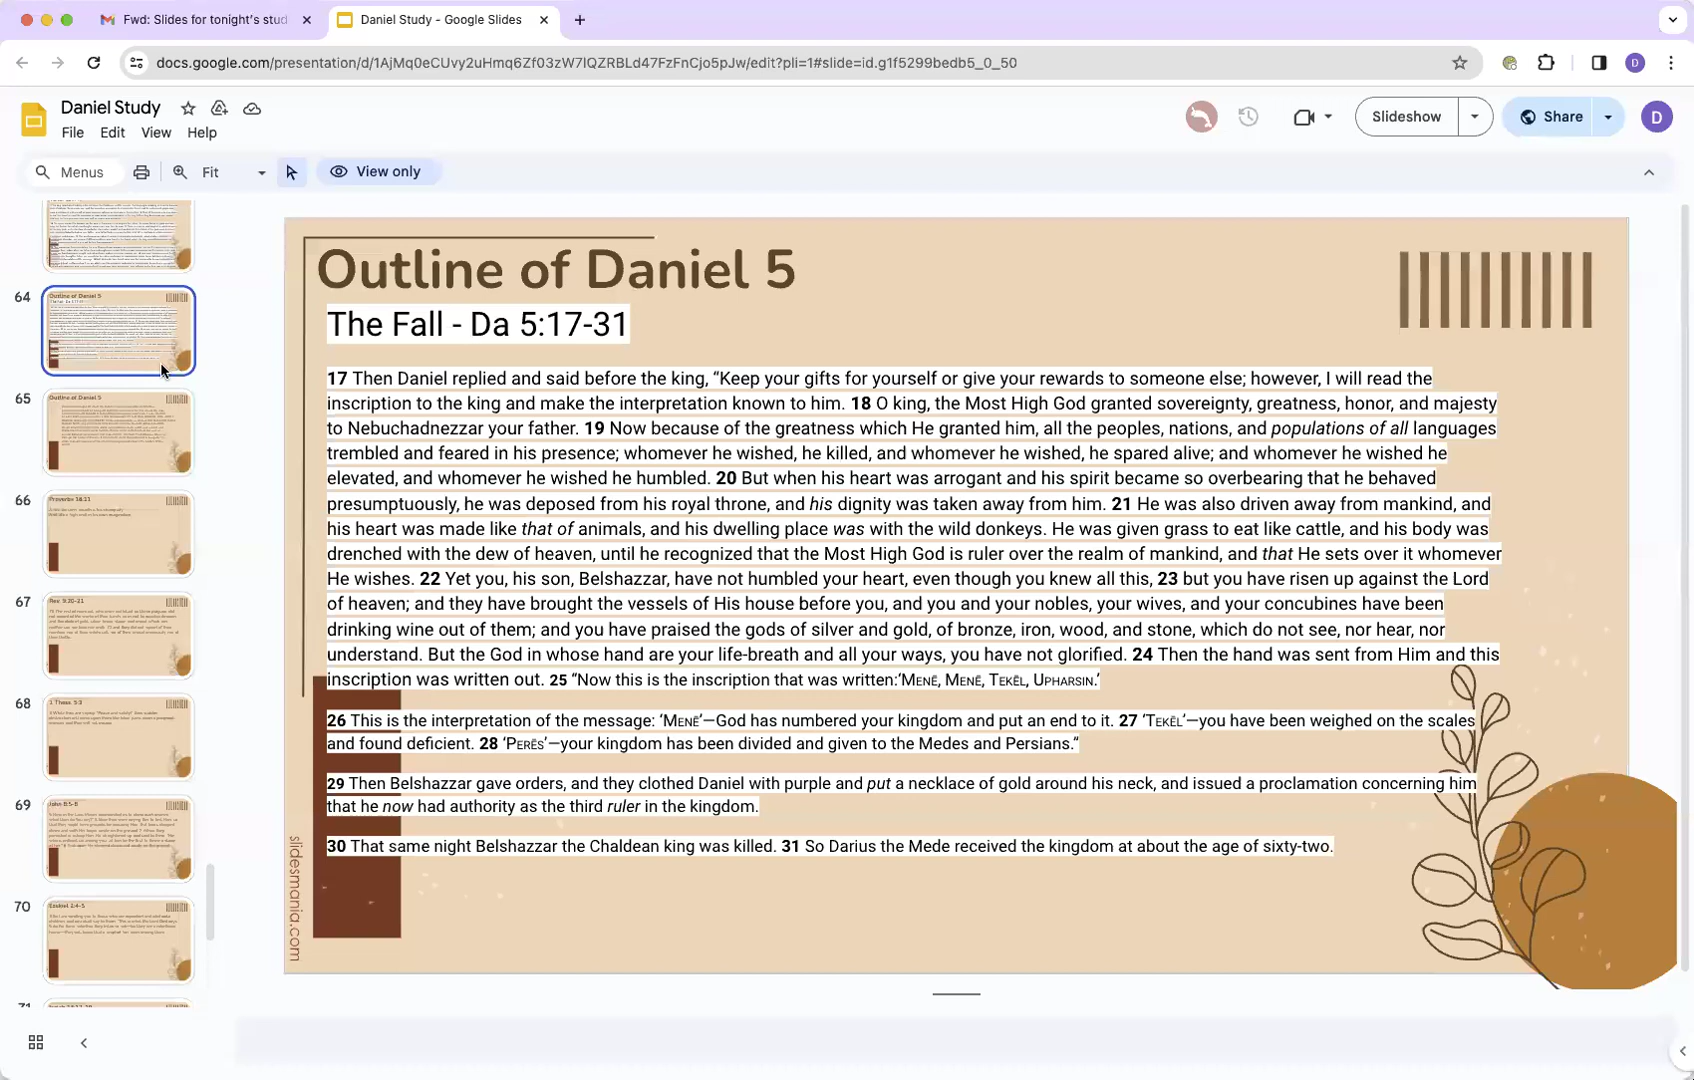 Fwd: Slides for tonight's stud
Daniel Study - Google Slides
docs.google.com/presentation/d/1AjMq0eCUvy2uHmq6Zf03zW7lQZRBLd47FzFnCjo5pJw/edit?pli=1#slide=id.g1f5299bedb5_0_50
D
Daniel Study
File Edit View Help
Slideshow
Share
D
Menus
Fit
View only
64
65
66
67
68
69
70
Outline of Daniel 5
Outline of Daniel 5
Rev. 9:20-21
1 Thess. 5:3
John 8:5-8
Ezekiel 2:4-5
Outline of Daniel 5
The Fall - Da 5:17-31
17 Then Daniel replied and said before the king, “Keep your gifts for yourself or give your rewards to someone else; however, I will read the
inscription to the king and make the interpretation known to him. 18 O king, the Most High God granted sovereignty, greatness, honor, and majesty
to Nebuchadnezzar your father. 19 Now because of the greatness which He granted him, all the peoples, nations, and populations of all languages
trembled and feared in his presence; whomever he wished, he killed, and whomever he wished, he spared alive; and whomever he wished he
elevated, and whomever he wished he humbled. 20 But when his heart was arrogant and his spirit became so overbearing that he behaved
presumptuously, he was deposed from his royal throne, and his dignity was taken away from him. 21 He was also driven away from mankind, and
his heart was made like that of animals, and his dwelling place was with the wild donkeys. He was given grass to eat like cattle, and his body was
drenched with the dew of heaven, until he recognized that the Most High God is ruler over the realm of mankind, and that He sets over it whomever
He wishes. 22 Yet you, his son, Belshazzar, have not humbled your heart, even though you knew all this, 23 but you have risen up against the Lord
of heaven; and they have brought the vessels of His house before you, and you and your nobles, your wives, and your concubines have been
drinking wine out of them; and you have praised the gods of silver and gold, of bronze, iron, wood, and stone, which do not see, nor hear, nor
understand. But the God in whose hand are your life-breath and all your ways, you have not glorified. 24 Then the hand was sent from Him and this
inscription was written out. 25 “Now this is the inscription that was written:‘Menē, Menē, Tekēl, Upharsin.’
26 This is the interpretation of the message: ‘Menē’—God has numbered your kingdom and put an end to it. 27 ‘Tekēl’—you have been weighed on the scales
and found deficient. 28 ‘Perēs’—your kingdom has been divided and given to the Medes and Persians.“
29 Then Belshazzar gave orders, and they clothed Daniel with purple and put a necklace of gold around his neck, and issued a proclamation concerning him
that he now had authority as the third ruler in the kingdom.
30 That same night Belshazzar the Chaldean king was killed. 31 So Darius the Mede received the kingdom at about the age of sixty-two.
slidesmania.com